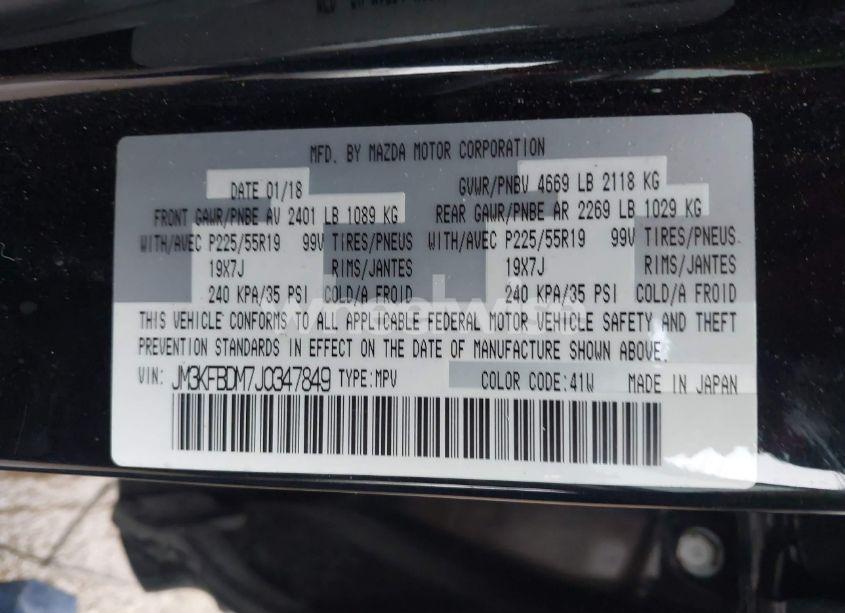 MFD. BY MAZDA MOTOR CORPORATION
DATE 01/18 GVWR/PNBV 4669 LB 2118 KG
FRONT GAWR/PNBE AV 2401 LB 1089 KG REAR GAWR/PNBE AR 2269 LB 1029 KG
WITH/AVEC P225/55R19 99V TIRES/PNEUS WITH/AVEC P225/55R19 99V TIRES/PNEUS
19X7J RIMS/JANTES 19X7J RIMS/JANTES
240 KPA/35 PSI COLD/A FROID 240 KPA/35 PSI COLD/A FROID
THIS VEHICLE CONFORMS TO ALL APPLICABLE FEDERAL MOTOR VEHICLE SAFETY AND THEFT
PREVENTION STANDARDS IN EFFECT ON THE DATE OF MANUFACTURE SHOWN ABOVE.
VIN: JM3KFBDM7J0347849 TYPE:MPV COLOR CODE:41W MADE IN JAPAN